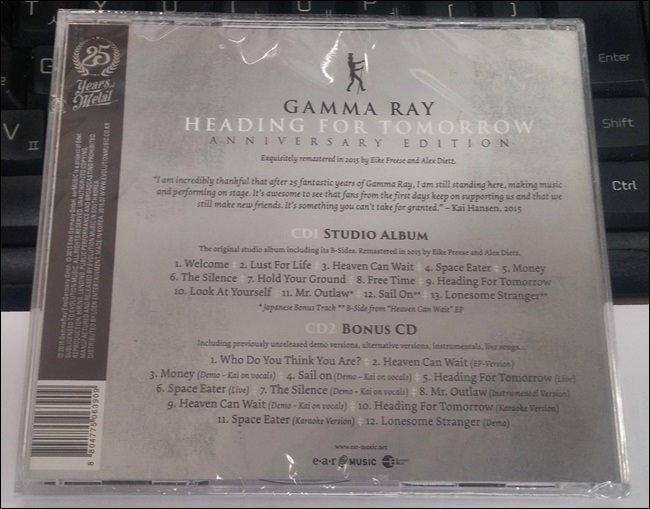 Enter
Shift
Ctrl
V
25
Years of
Metal
GAMMA RAY
HEADING FOR TOMORROW
ANNIVERSARY EDITION
Exquisitely remastered in 2015 by Eike Freese and Alex Dietz.
"I am incredibly thankful that after 25 fantastic years of Gamma Ray, I am still standing here, making music
and performing on stage. It's awesome to see that fans from the first days keep on supporting us and that we
still make new friends. It's something you can't take for granted." – Kai Hansen, 2015
CD1 STUDIO ALBUM
The original studio album including its B-Sides. Remastered in 2015 by Eike Freese and Alex Dietz.
1. Welcome 2. Lust For Life 3. Heaven Can Wait 4. Space Eater 5. Money
6. The Silence 7. Hold Your Ground 8. Free Time 9. Heading For Tomorrow
10. Look At Yourself 11. Mr. Outlaw* 12. Sail On** 13. Lonesome Stranger**
* Japanese Bonus Track ** B-Side from "Heaven Can Wait" EP
CD2 BONUS CD
Including previously unreleased demo versions, alternative versions, instrumentals, live songs...
1. Who Do You Think You Are? 2. Heaven Can Wait (EP-Version)
3. Money (Demo - Kai on vocals) 4. Sail on (Demo - Kai on vocals) 5. Heading For Tomorrow (Live)
6. Space Eater (Live) 7. The Silence (Demo - Kai on vocals) 8. Mr. Outlaw (Instrumental Version)
9. Heaven Can Wait (Demo - Kai on vocals) 10. Heading For Tomorrow (Karaoke Version)
11. Space Eater (Karaoke Version) 12. Lonesome Stranger (Demo)
www.ear-music.net
e·a·r MUSIC
8 804775 063909